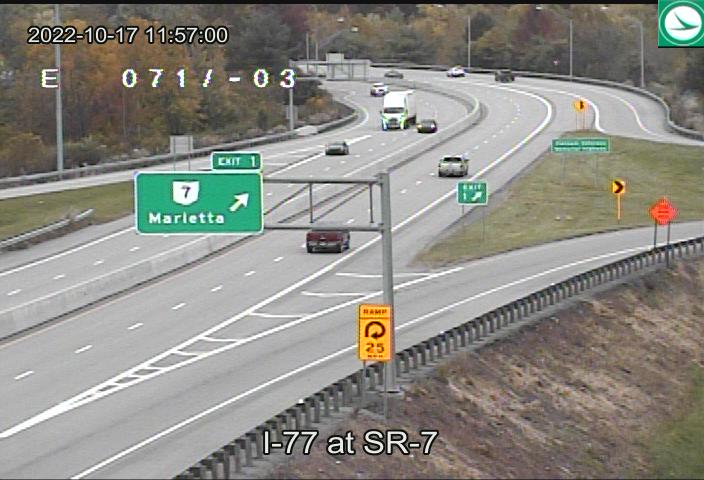 2022-10-17 11:57:00
E 071/-03
EXIT 1
7
Marietta
EXIT
1
RAMP
25
M.P.H.
I-77 at SR-7